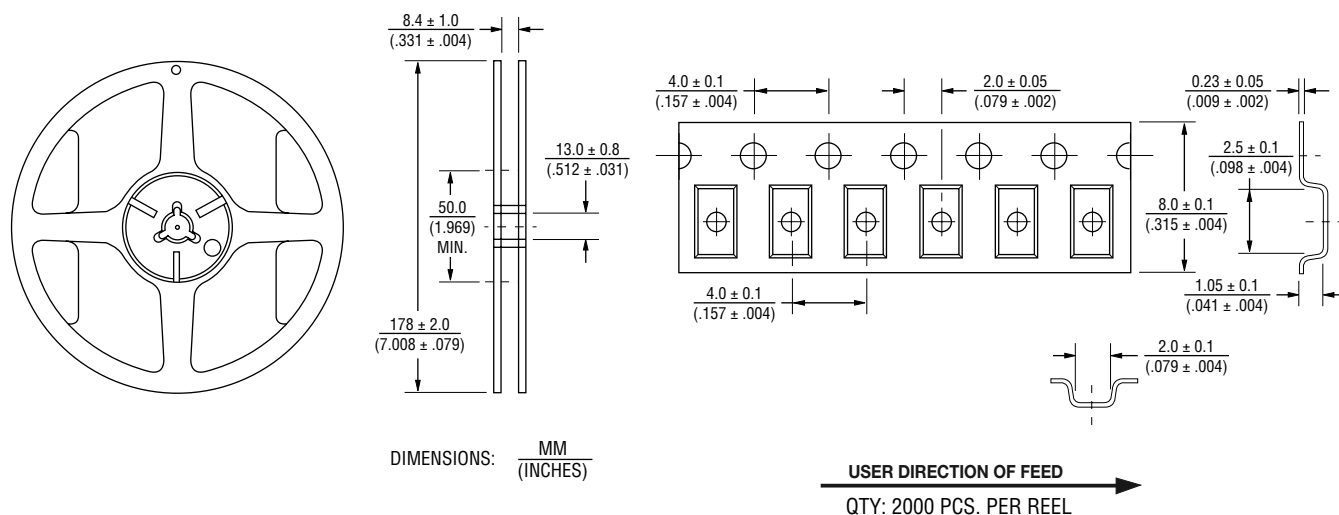 8.4 ± 1.0
(.331 ± .004)
13.0 ± 0.8
(.512 ± .031)
50.0
(1.969)
MIN.
178 ± 2.0
(7.008 ± .079)
4.0 ± 0.1
(.157 ± .004)
2.0 ± 0.05
(.079 ± .002)
0.23 ± 0.05
(.009 ± .002)
2.5 ± 0.1
(.098 ± .004)
8.0 ± 0.1
(.315 ± .004)
4.0 ± 0.1
(.157 ± .004)
1.05 ± 0.1
(.041 ± .004)
2.0 ± 0.1
(.079 ± .004)
DIMENSIONS: MM
(INCHES)
USER DIRECTION OF FEED
QTY: 2000 PCS. PER REEL